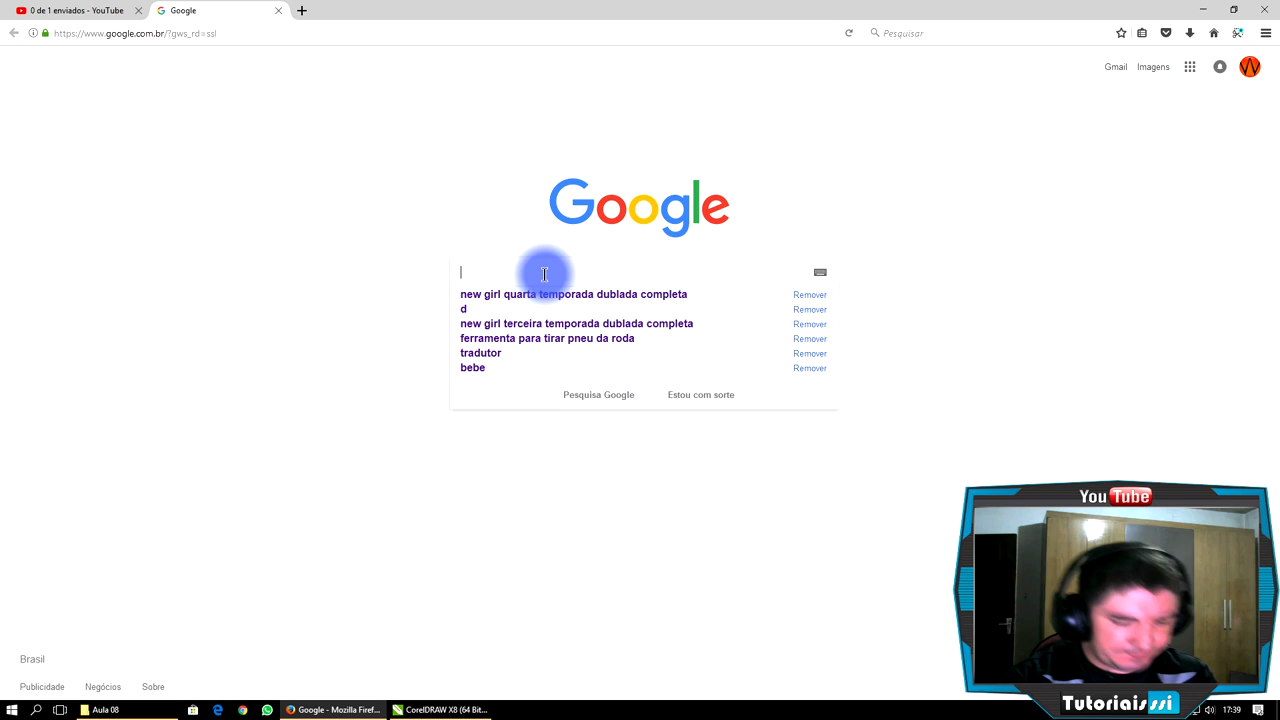 0 de 1 enviados - YouTube
Google
https://www.google.com.br/?gws_rd=ssl
Pesquisar
Gmail Imagens
Google
new girl quarta temporada dublada completa Remover
d Remover
new girl terceira temporada dublada completa Remover
ferramenta para tirar pneu da roda Remover
tradutor Remover
bebe Remover
Pesquisa Google Estou com sorte
You Tube
Brasil
Publicidade Negócios Sobre
Tutoriaisssi
Aula 08 Google - Mozilla Firef... CorelDRAW X8 (64 Bit... 17:39